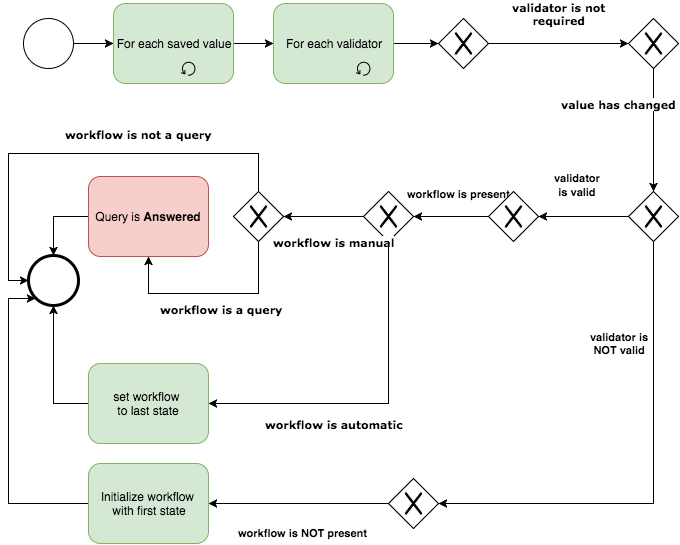 validator is not
required
For each saved value
For each validator
value has changed
workflow is not a query
validator
is valid
workflow is present
Query is Answered
workflow is manual
workflow is a query
validator is
NOT valid
set workflow
to last state
workflow is automatic
Initialize workflow
with first state
workflow is NOT present